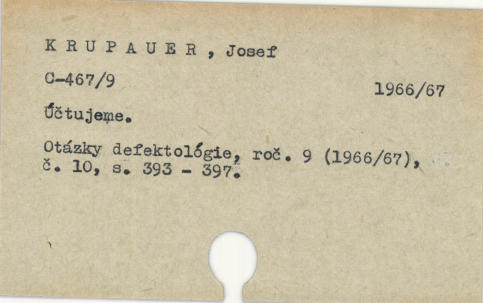 K R U P A U E R , Josef
C-467/9 1966/67
Účtujeme.
Otázky defektológie, roč. 9 (1966/67),
č. 10, s. 393 - 397.